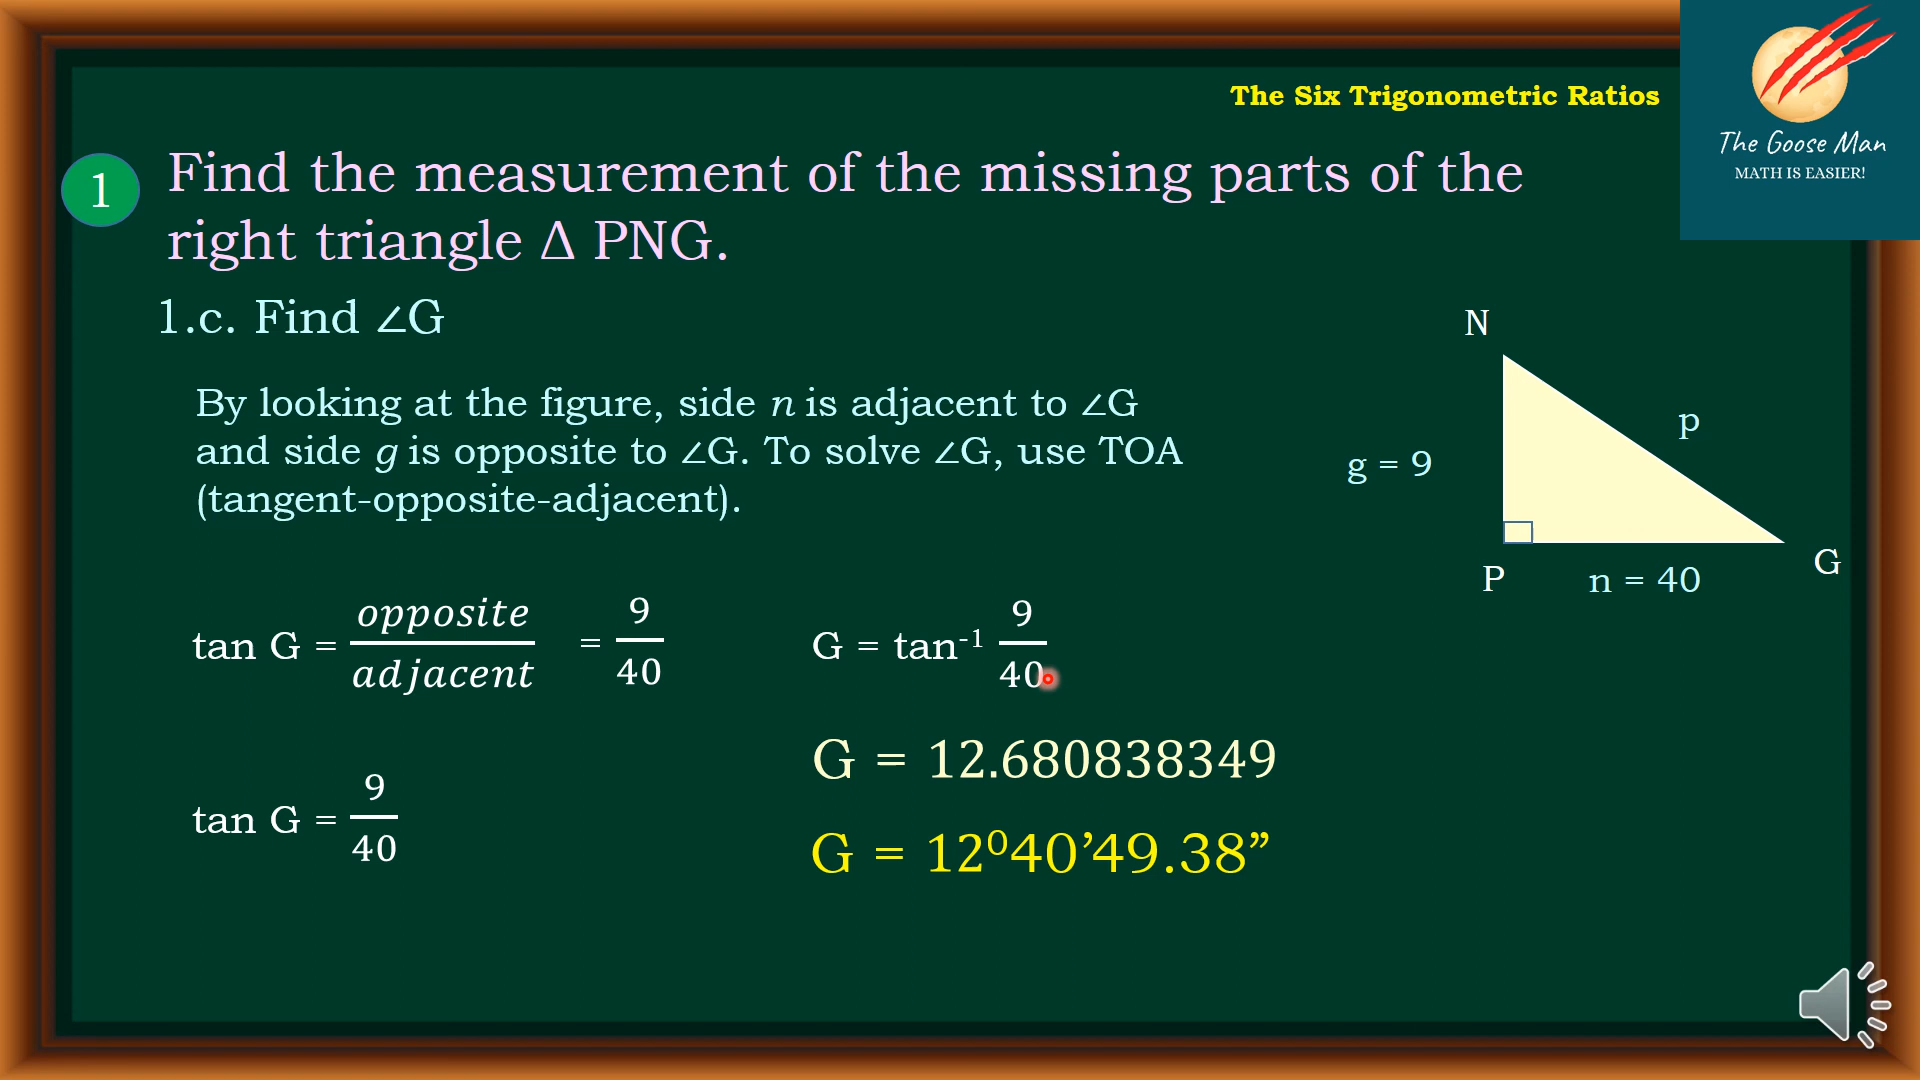 The Six Trigonometric Ratios
The Goose Man
MATH IS EASIER!
1
Find the measurement of the missing parts of the
right triangle Δ PNG.
1.c. Find ∠G
By looking at the figure, side n is adjacent to ∠G
and side g is opposite to ∠G. To solve ∠G, use TOA
(tangent-opposite-adjacent).
N
p
g = 9
P
n = 40
G
tan G = opposite/adjacent = 9/40
G = tan⁻¹ 9/40
G = 12.680838349
tan G = 9/40
G = 12⁰40’49.38”